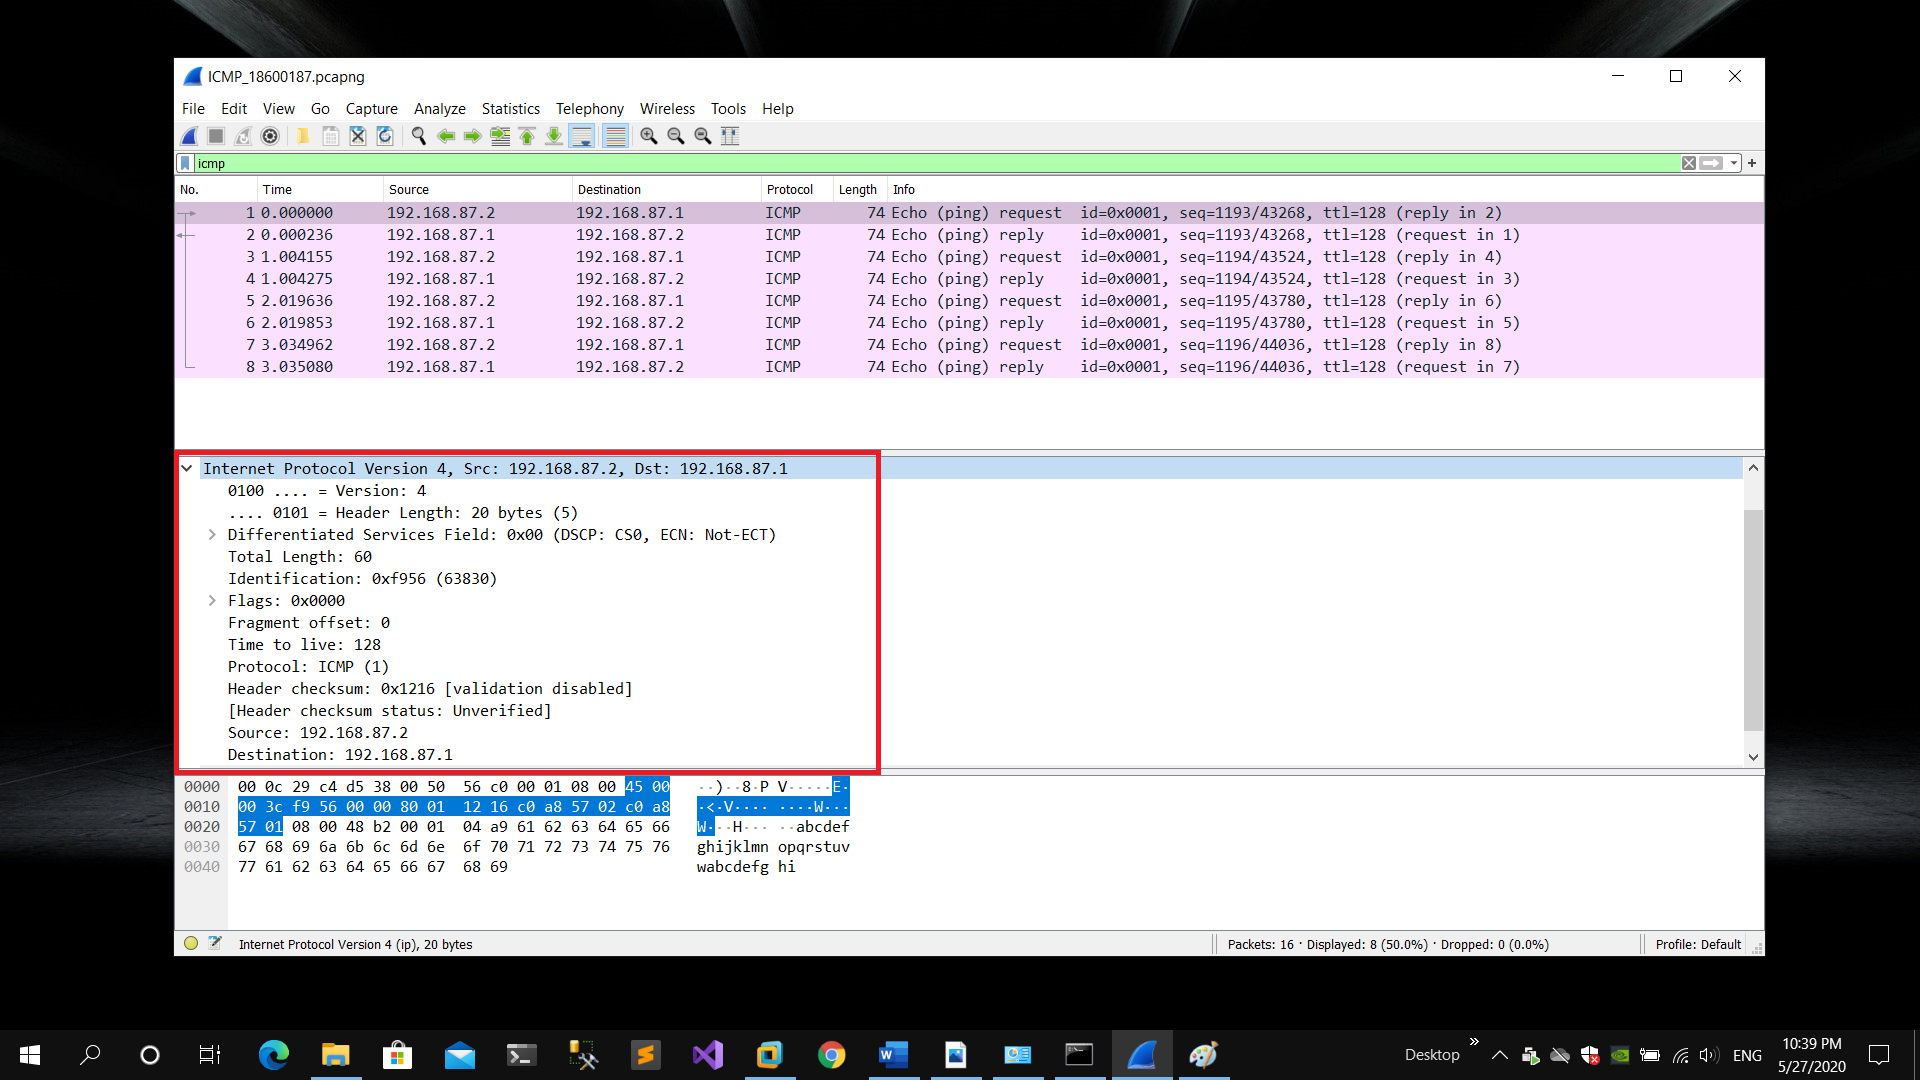 ICMP_18600187.pcapng
File Edit View Go Capture Analyze Statistics Telephony Wireless Tools Help
icmp
No. Time Source Destination Protocol Length Info
1 0.000000 192.168.87.2 192.168.87.1 ICMP 74 Echo (ping) request id=0x0001, seq=1193/43268, ttl=128 (reply in 2)
2 0.000236 192.168.87.1 192.168.87.2 ICMP 74 Echo (ping) reply id=0x0001, seq=1193/43268, ttl=128 (request in 1)
3 1.004155 192.168.87.2 192.168.87.1 ICMP 74 Echo (ping) request id=0x0001, seq=1194/43524, ttl=128 (reply in 4)
4 1.004275 192.168.87.1 192.168.87.2 ICMP 74 Echo (ping) reply id=0x0001, seq=1194/43524, ttl=128 (request in 3)
5 2.019636 192.168.87.2 192.168.87.1 ICMP 74 Echo (ping) request id=0x0001, seq=1195/43780, ttl=128 (reply in 6)
6 2.019853 192.168.87.1 192.168.87.2 ICMP 74 Echo (ping) reply id=0x0001, seq=1195/43780, ttl=128 (request in 5)
7 3.034962 192.168.87.2 192.168.87.1 ICMP 74 Echo (ping) request id=0x0001, seq=1196/44036, ttl=128 (reply in 8)
8 3.035080 192.168.87.1 192.168.87.2 ICMP 74 Echo (ping) reply id=0x0001, seq=1196/44036, ttl=128 (request in 7)
Internet Protocol Version 4, Src: 192.168.87.2, Dst: 192.168.87.1
0100 .... = Version: 4
.... 0101 = Header Length: 20 bytes (5)
Differentiated Services Field: 0x00 (DSCP: CS0, ECN: Not-ECT)
Total Length: 60
Identification: 0xf956 (63830)
Flags: 0x0000
Fragment offset: 0
Time to live: 128
Protocol: ICMP (1)
Header checksum: 0x1216 [validation disabled]
[Header checksum status: Unverified]
Source: 192.168.87.2
Destination: 192.168.87.1
0000 00 0c 29 c4 d5 38 00 50 56 c0 00 01 08 00 45 00 ··)··8·P V·····E·
0010 00 3c f9 56 00 00 80 01 12 16 c0 a8 57 02 c0 a8 ·<·V···· ····W···
0020 57 01 08 00 48 b2 00 01 04 a9 61 62 63 64 65 66 W···H··· ··abcdef
0030 67 68 69 6a 6b 6c 6d 6e 6f 70 71 72 73 74 75 76 ghijklmn opqrstuv
0040 77 61 62 63 64 65 66 67 68 69 wabcdefg hi
Internet Protocol Version 4 (ip), 20 bytes Packets: 16 · Displayed: 8 (50.0%) · Dropped: 0 (0.0%) Profile: Default
Desktop » ENG 10:39 PM
5/27/2020